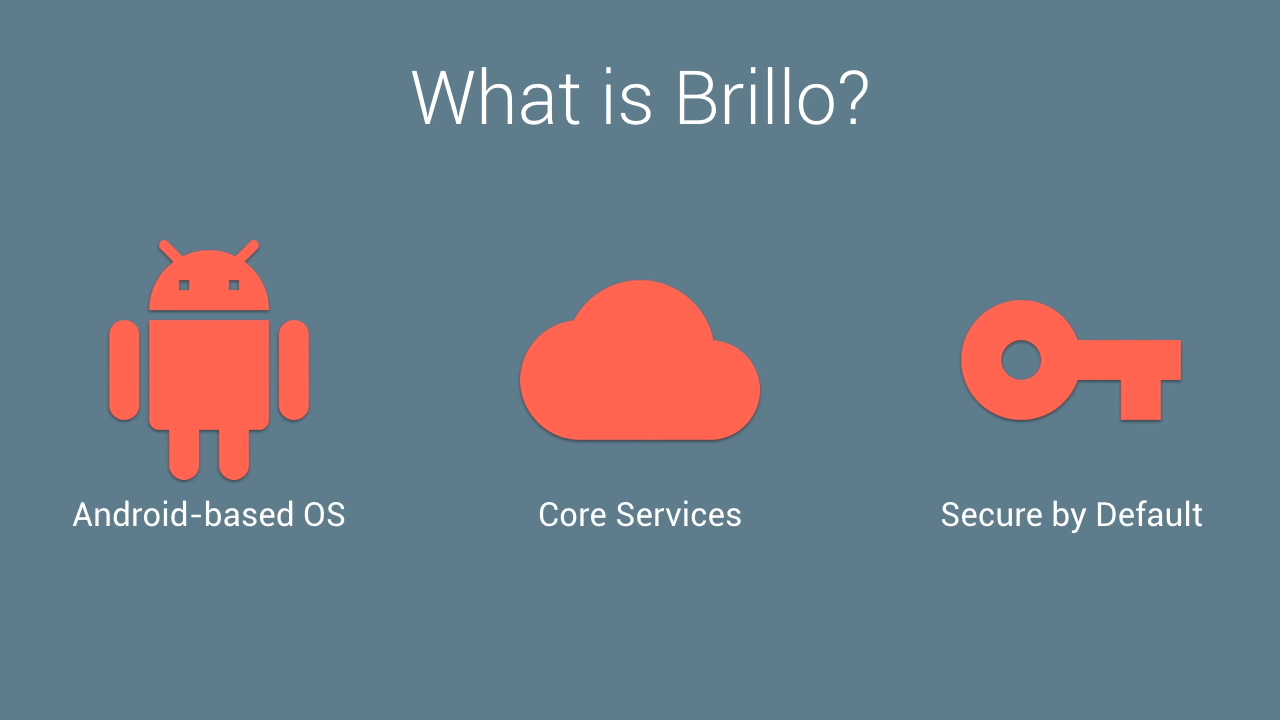 What is Brillo?
Android-based OS
Core Services
Secure by Default